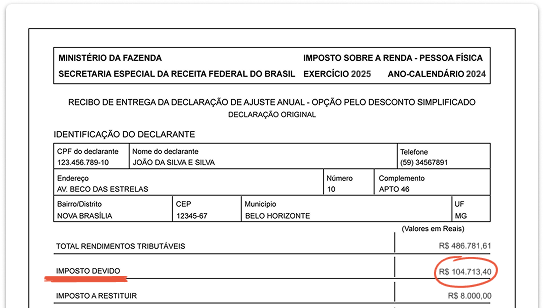 MINISTÉRIO DA FAZENDA IMPOSTO SOBRE A RENDA - PESSOA FÍSICA
SECRETARIA ESPECIAL DA RECEITA FEDERAL DO BRASIL EXERCÍCIO 2025 ANO-CALENDÁRIO 2024
RECIBO DE ENTREGA DA DECLARAÇÃO DE AJUSTE ANUAL - OPÇÃO PELO DESCONTO SIMPLIFICADO
DECLARAÇÃO ORIGINAL
IDENTIFICAÇÃO DO DECLARANTE
CPF do declarante Nome do declarante Telefone
123.456.789-10 JOÃO DA SILVA E SILVA (59) 34567891
Endereço Número Complemento
AV. BECO DAS ESTRELAS 10 APTO 46
Bairro/Distrito CEP Município UF
NOVA BRASÍLIA 12345-67 BELO HORIZONTE MG
(Valores em Reais)
TOTAL RENDIMENTOS TRIBUTÁVEIS R$ 486.781,61
IMPOSTO DEVIDO R$ 104.713,40
IMPOSTO A RESTITUIR R$ 8.000,00